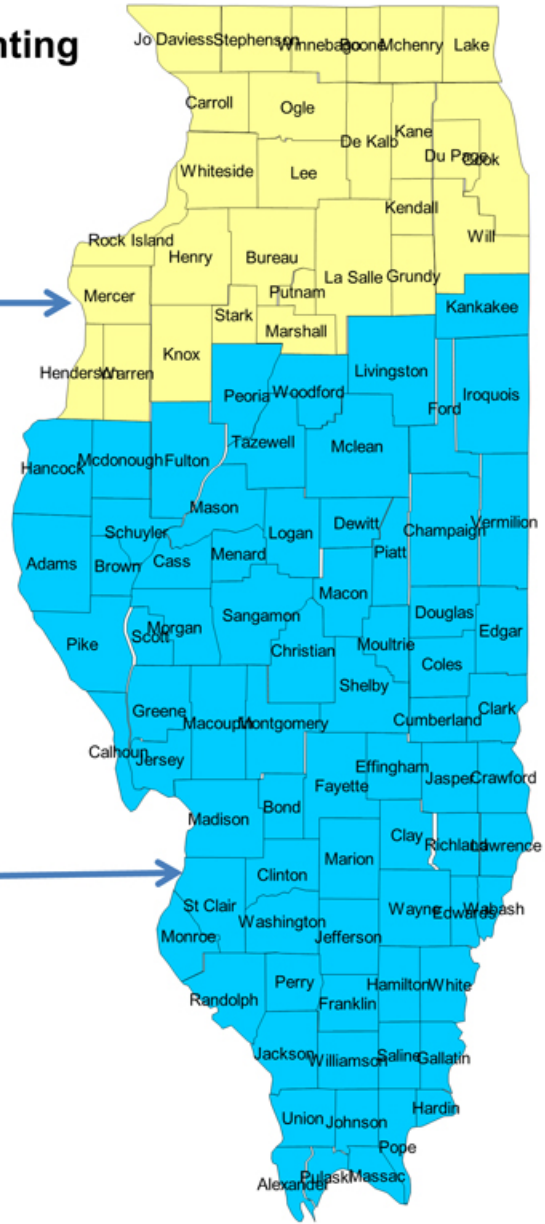 nting
Jo Daviess Stephenson Winnebago Boone Mchenry Lake
Carroll Ogle De Kalb Kane Du Page Cook
Whiteside Lee
Kendall Will
Rock Island Henry Bureau La Salle Grundy
Mercer Putnam Kankakee
Stark Marshall
Henderson Warren Knox Livingston
Peoria Woodford Ford Iroquois
Hancock Mcdonough Fulton Tazewell Mclean
Mason
Schuyler Logan Dewitt Champaign Vermilion
Adams Brown Cass Menard Piatt
Macon
Sangamon Douglas
Pike Scott Morgan Christian Moultrie Edgar
Coles
Shelby
Greene Macoupin Montgomery Cumberland Clark
Calhoun Jersey
Fayette Effingham Jasper Crawford
Madison Bond
Clay Richland Lawrence
Clinton Marion
St Clair Wayne Edwards Wabash
Monroe Washington Jefferson
Perry Hamilton White
Randolph Franklin
Jackson Williamson Saline Gallatin
Union Johnson Hardin
Pope
Alexander Pulaski Massac